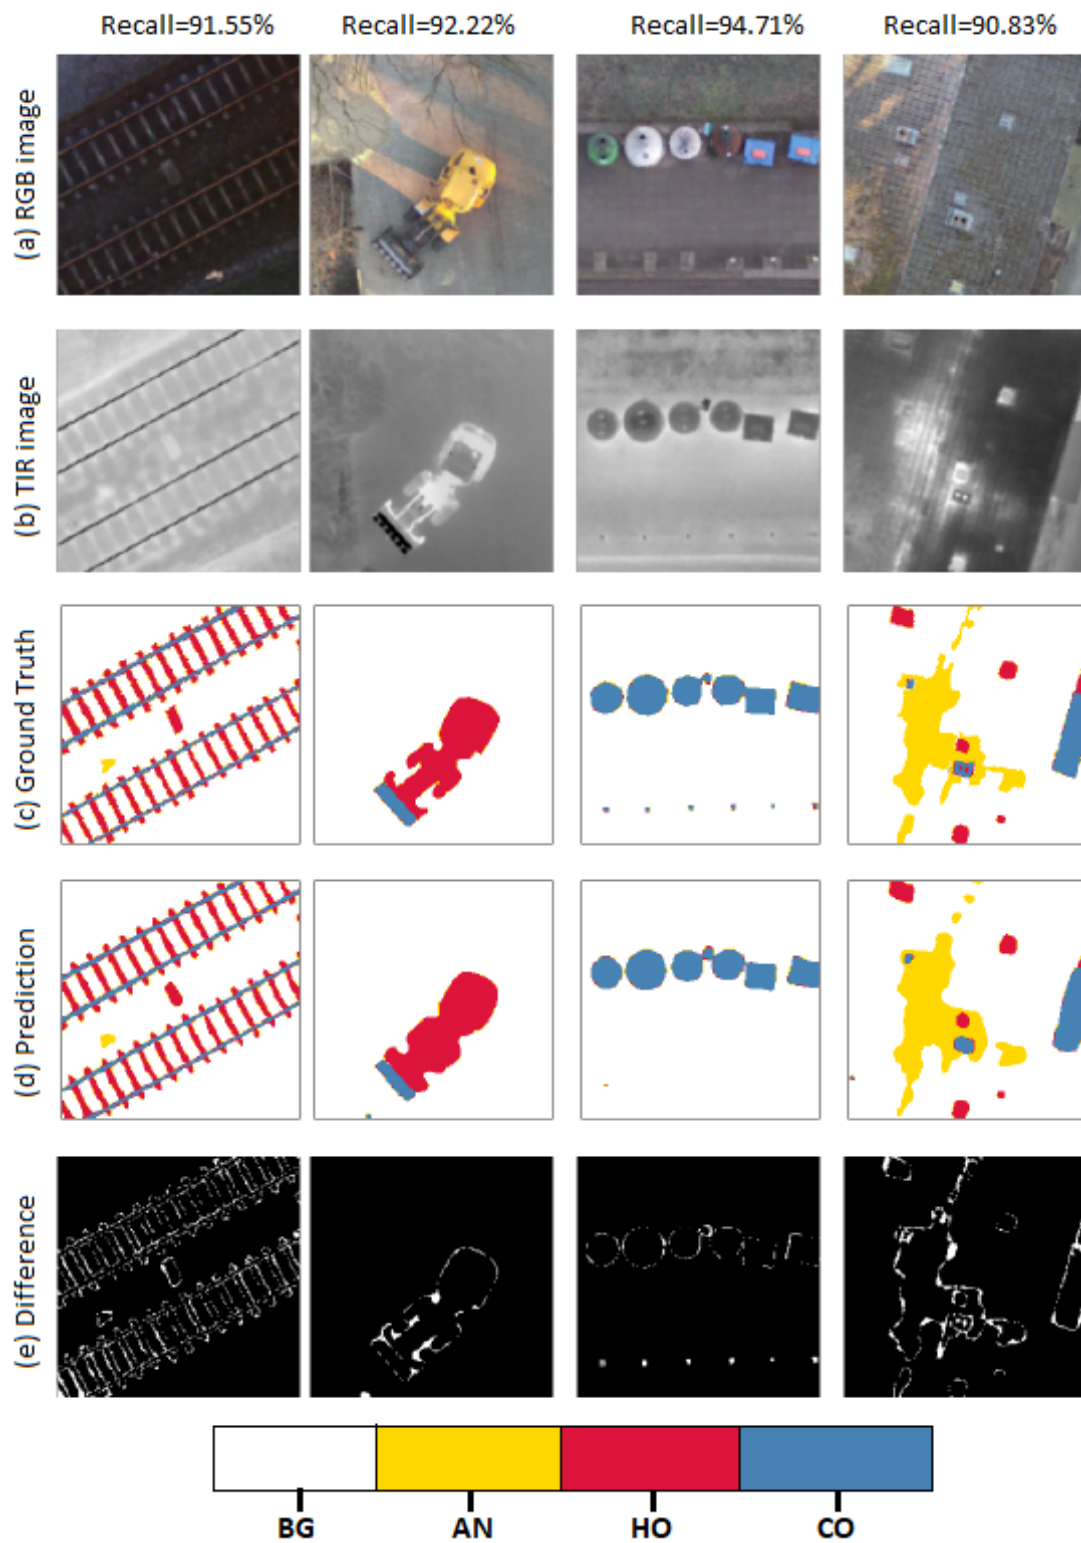 Recall=91.55% Recall=92.22% Recall=94.71% Recall=90.83%
(a) RGB image
(b) TIR image
(c) Ground Truth
(d) Prediction
(e) Difference
BG AN HO CO